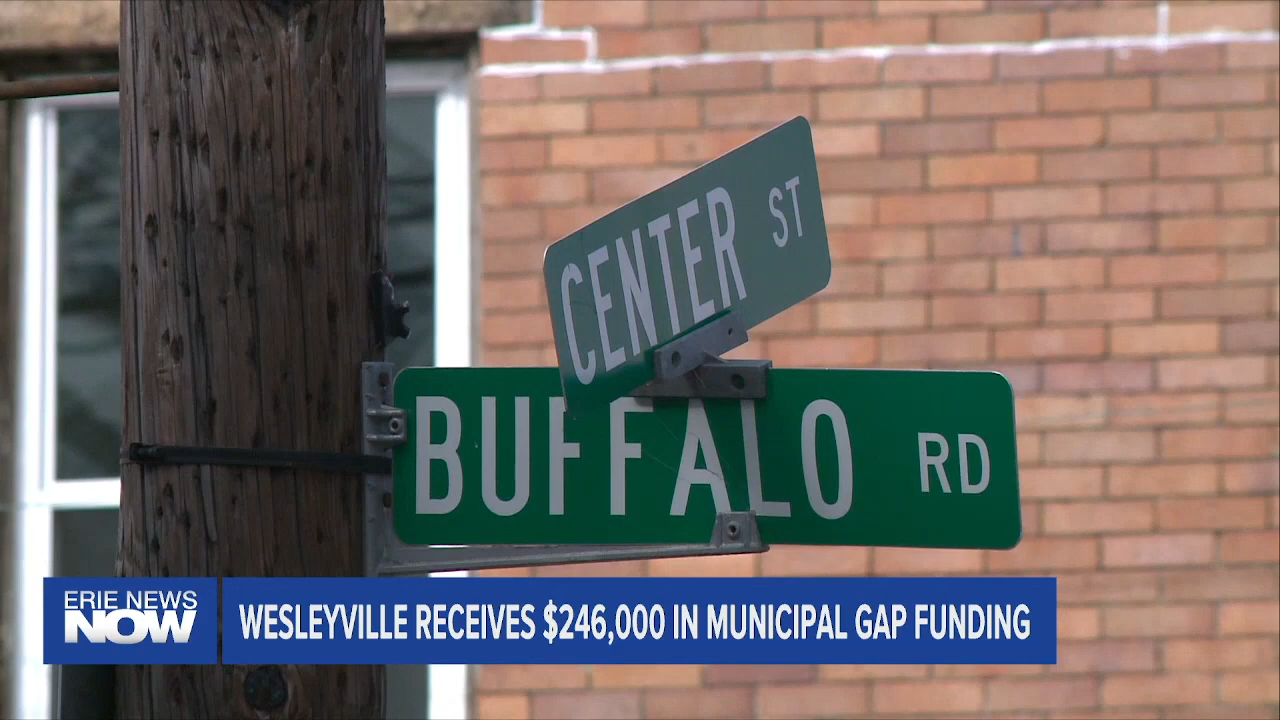 CENTER ST
BUFFALO RD
ERIE NEWS
NOW
WESLEYVILLE RECEIVES $246,000 IN MUNICIPAL GAP FUNDING